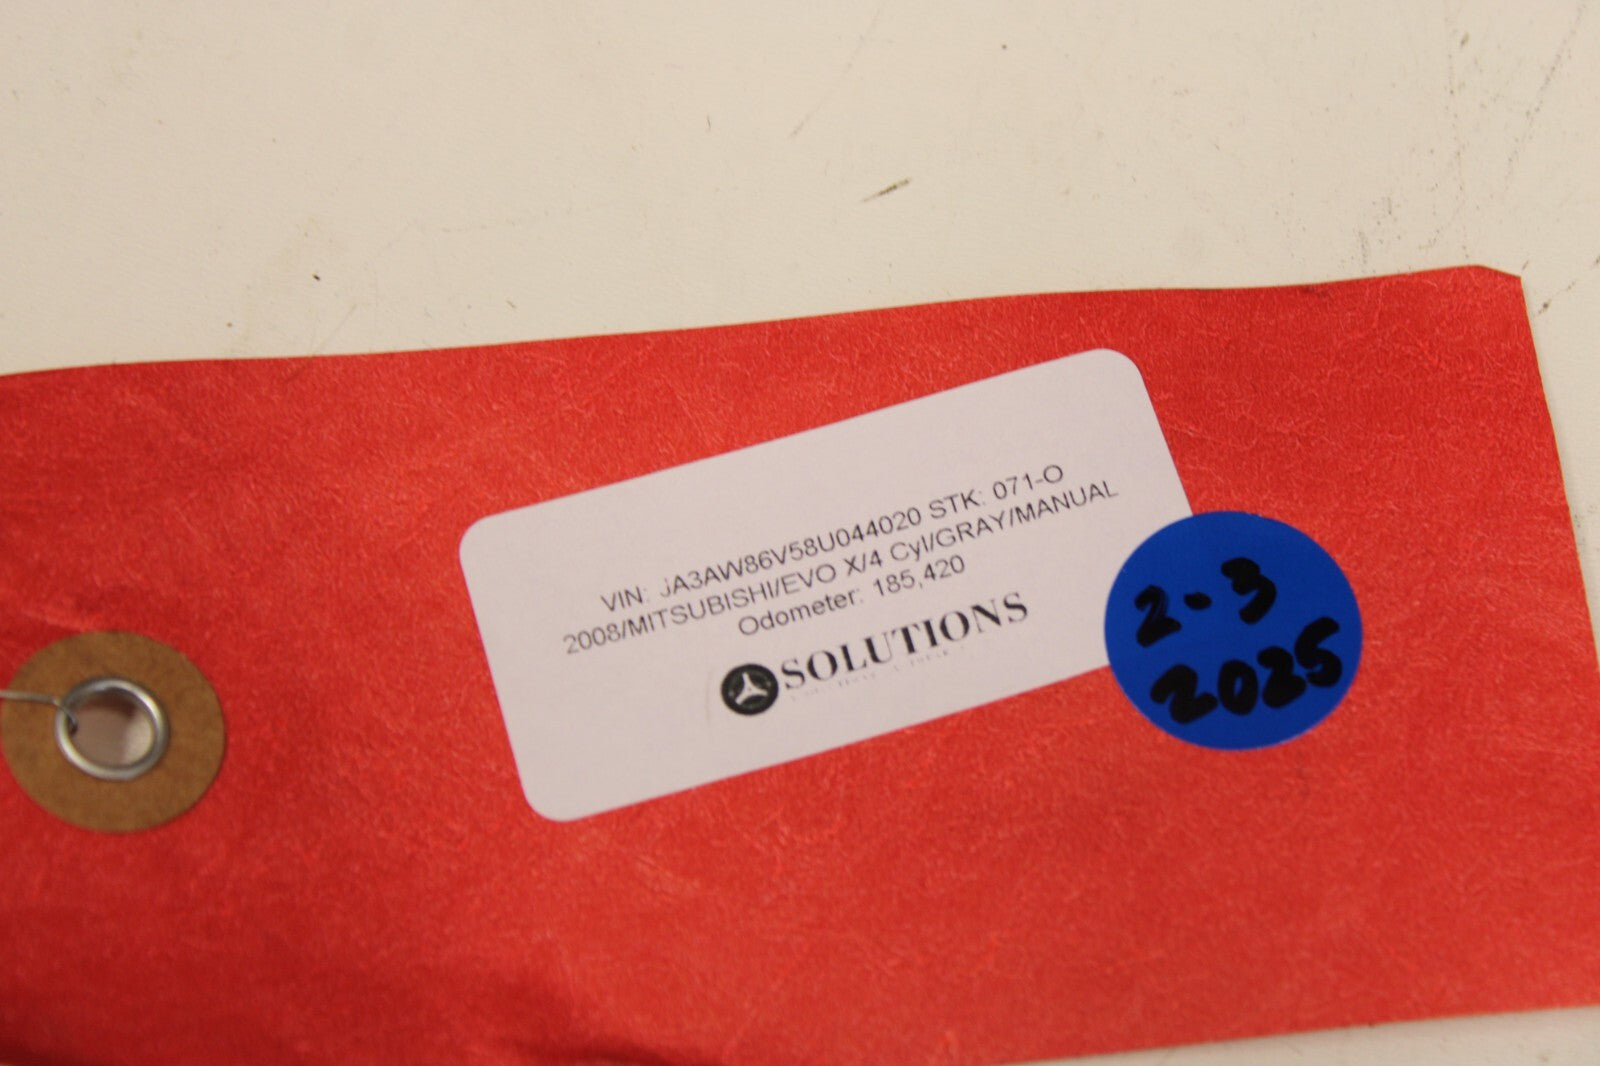 VIN: JA3AW86V58U044020 STK: 071-O
2008/MITSUBISHI/EVO X/4 Cyl/GRAY/MANUAL
Odometer: 185,420
SOLUTIONS
2.3
2025